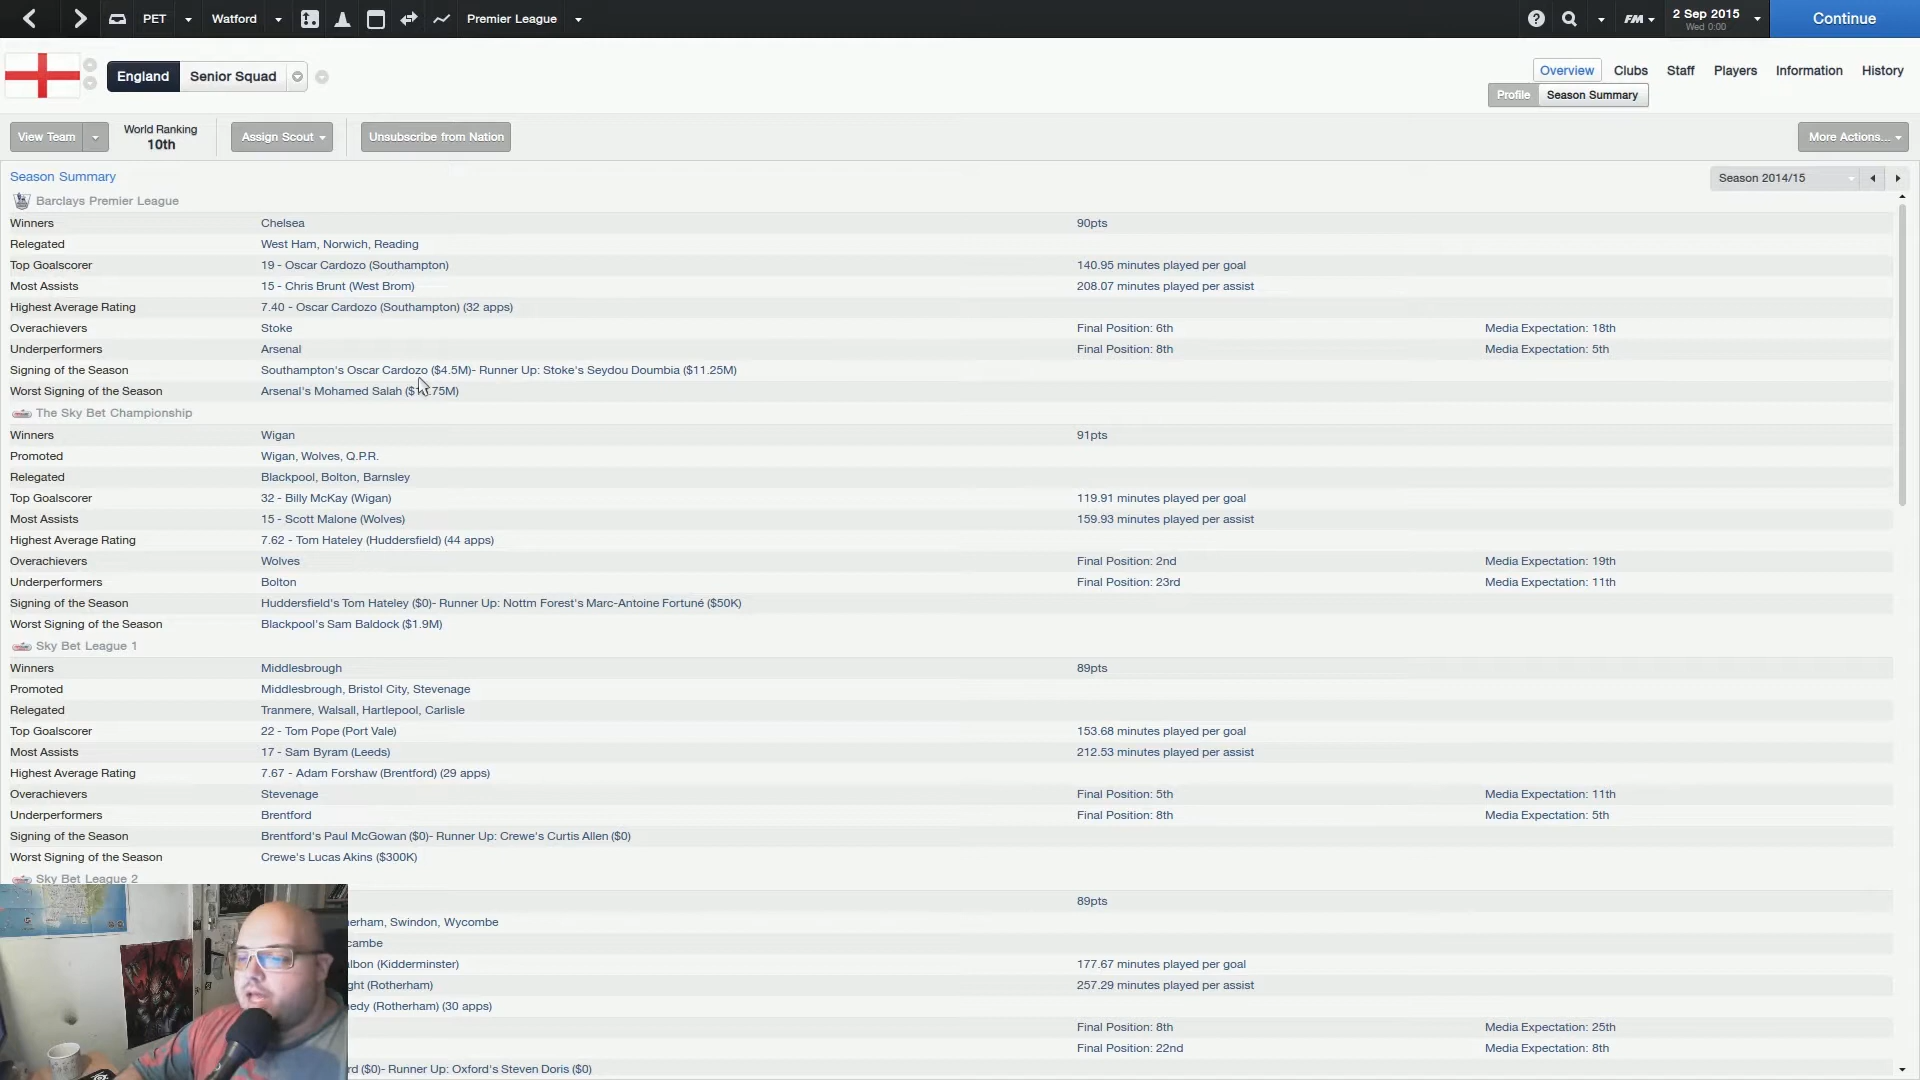 PET Watford Premier League FM 2 Sep 2015 Wed 0:00 Continue
England Senior Squad Overview Clubs Staff Players Information History
Profile Season Summary
View Team World Ranking 10th Assign Scout Unsubscribe from Nation More Actions...
Season Summary Season 2014/15
Barclays Premier League
Winners Chelsea 90pts
Relegated West Ham, Norwich, Reading
Top Goalscorer 19 - Oscar Cardozo (Southampton) 140.95 minutes played per goal
Most Assists 15 - Chris Brunt (West Brom) 208.07 minutes played per assist
Highest Average Rating 7.40 - Oscar Cardozo (Southampton) (32 apps)
Overachievers Stoke Final Position: 6th Media Expectation: 18th
Underperformers Arsenal Final Position: 8th Media Expectation: 5th
Signing of the Season Southampton's Oscar Cardozo ($4.5M)- Runner Up: Stoke's Seydou Doumbia ($11.25M)
Worst Signing of the Season Arsenal's Mohamed Salah
The Sky Bet Championship
Winners Wigan 91pts
Promoted Wigan, Wolves, Q.P.R.
Relegated Blackpool, Bolton, Barnsley
Top Goalscorer 32 - Billy McKay (Wigan) 119.91 minutes played per goal
Most Assists 15 - Scott Malone (Wolves) 159.93 minutes played per assist
Highest Average Rating 7.62 - Tom Hateley (Huddersfield) (44 apps)
Overachievers Wolves Final Position: 2nd Media Expectation: 19th
Underperformers Bolton Final Position: 23rd Media Expectation: 11th
Signing of the Season Huddersfield's Tom Hateley ($0)- Runner Up: Nottm Forest's Marc-Antoine Fortuné ($50K)
Worst Signing of the Season Blackpool's Sam Baldock ($1.9M)
Sky Bet League 1
Winners Middlesbrough 89pts
Promoted Middlesbrough, Bristol City, Stevenage
Relegated Tranmere, Walsall, Hartlepool, Carlisle
Top Goalscorer 22 - Tom Pope (Port Vale) 153.68 minutes played per goal
Most Assists 17 - Sam Byram (Leeds) 212.53 minutes played per assist
Highest Average Rating 7.67 - Adam Forshaw (Brentford) (29 apps)
Overachievers Stevenage Final Position: 5th Media Expectation: 11th
Underperformers Brentford Final Position: 8th Media Expectation: 5th
Signing of the Season Brentford's Paul McGowan ($0)- Runner Up: Crewe's Curtis Allen ($0)
Worst Signing of the Season Crewe's Lucas Akins ($300K)
Sky Bet League 2
89pts
erham, Swindon, Wycombe
cambe
lbon (Kidderminster) 177.67 minutes played per goal
ght (Rotherham) 257.29 minutes played per assist
edy (Rotherham) (30 apps)
Final Position: 8th Media Expectation: 25th
Final Position: 22nd Media Expectation: 8th
rd ($0)- Runner Up: Oxford's Steven Doris ($0)